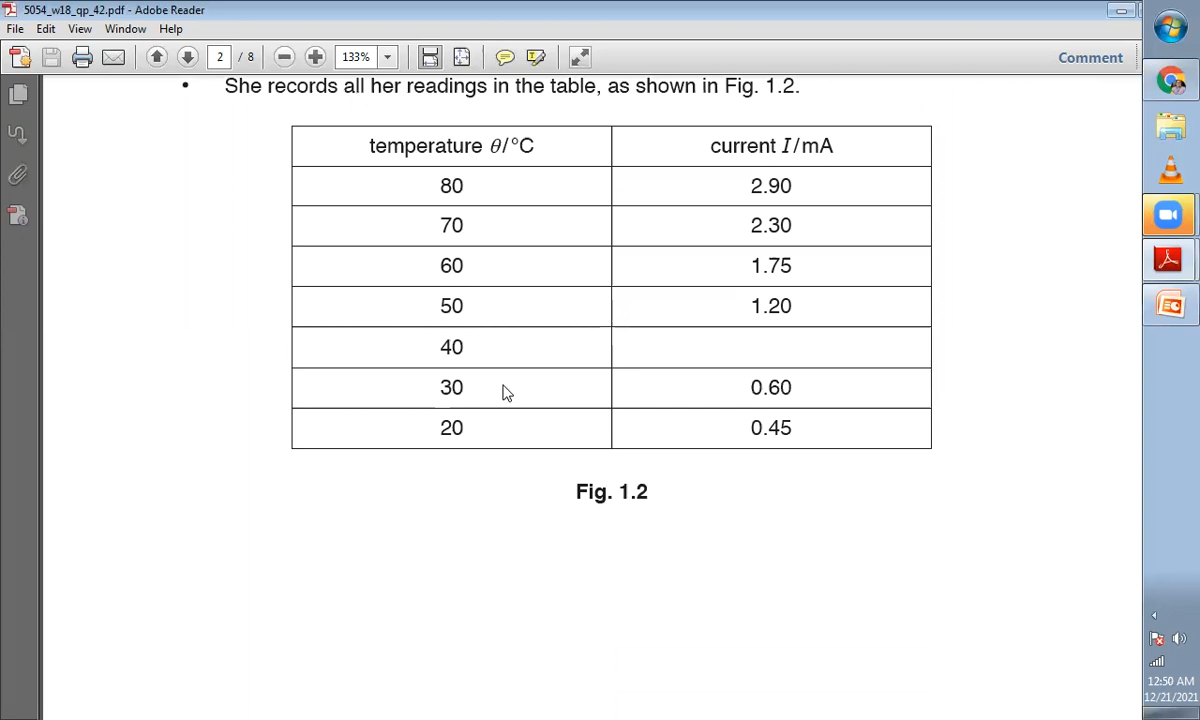 5054_w18_qp_42.pdf - Adobe Reader
File Edit View Window Help
2 / 8 133% Comment
• She records all her readings in the table, as shown in Fig. 1.2.
temperature θ/°C current I/mA
80 2.90
70 2.30
60 1.75
50 1.20
40
30 0.60
20 0.45
Fig. 1.2
12:50 AM
12/21/2021